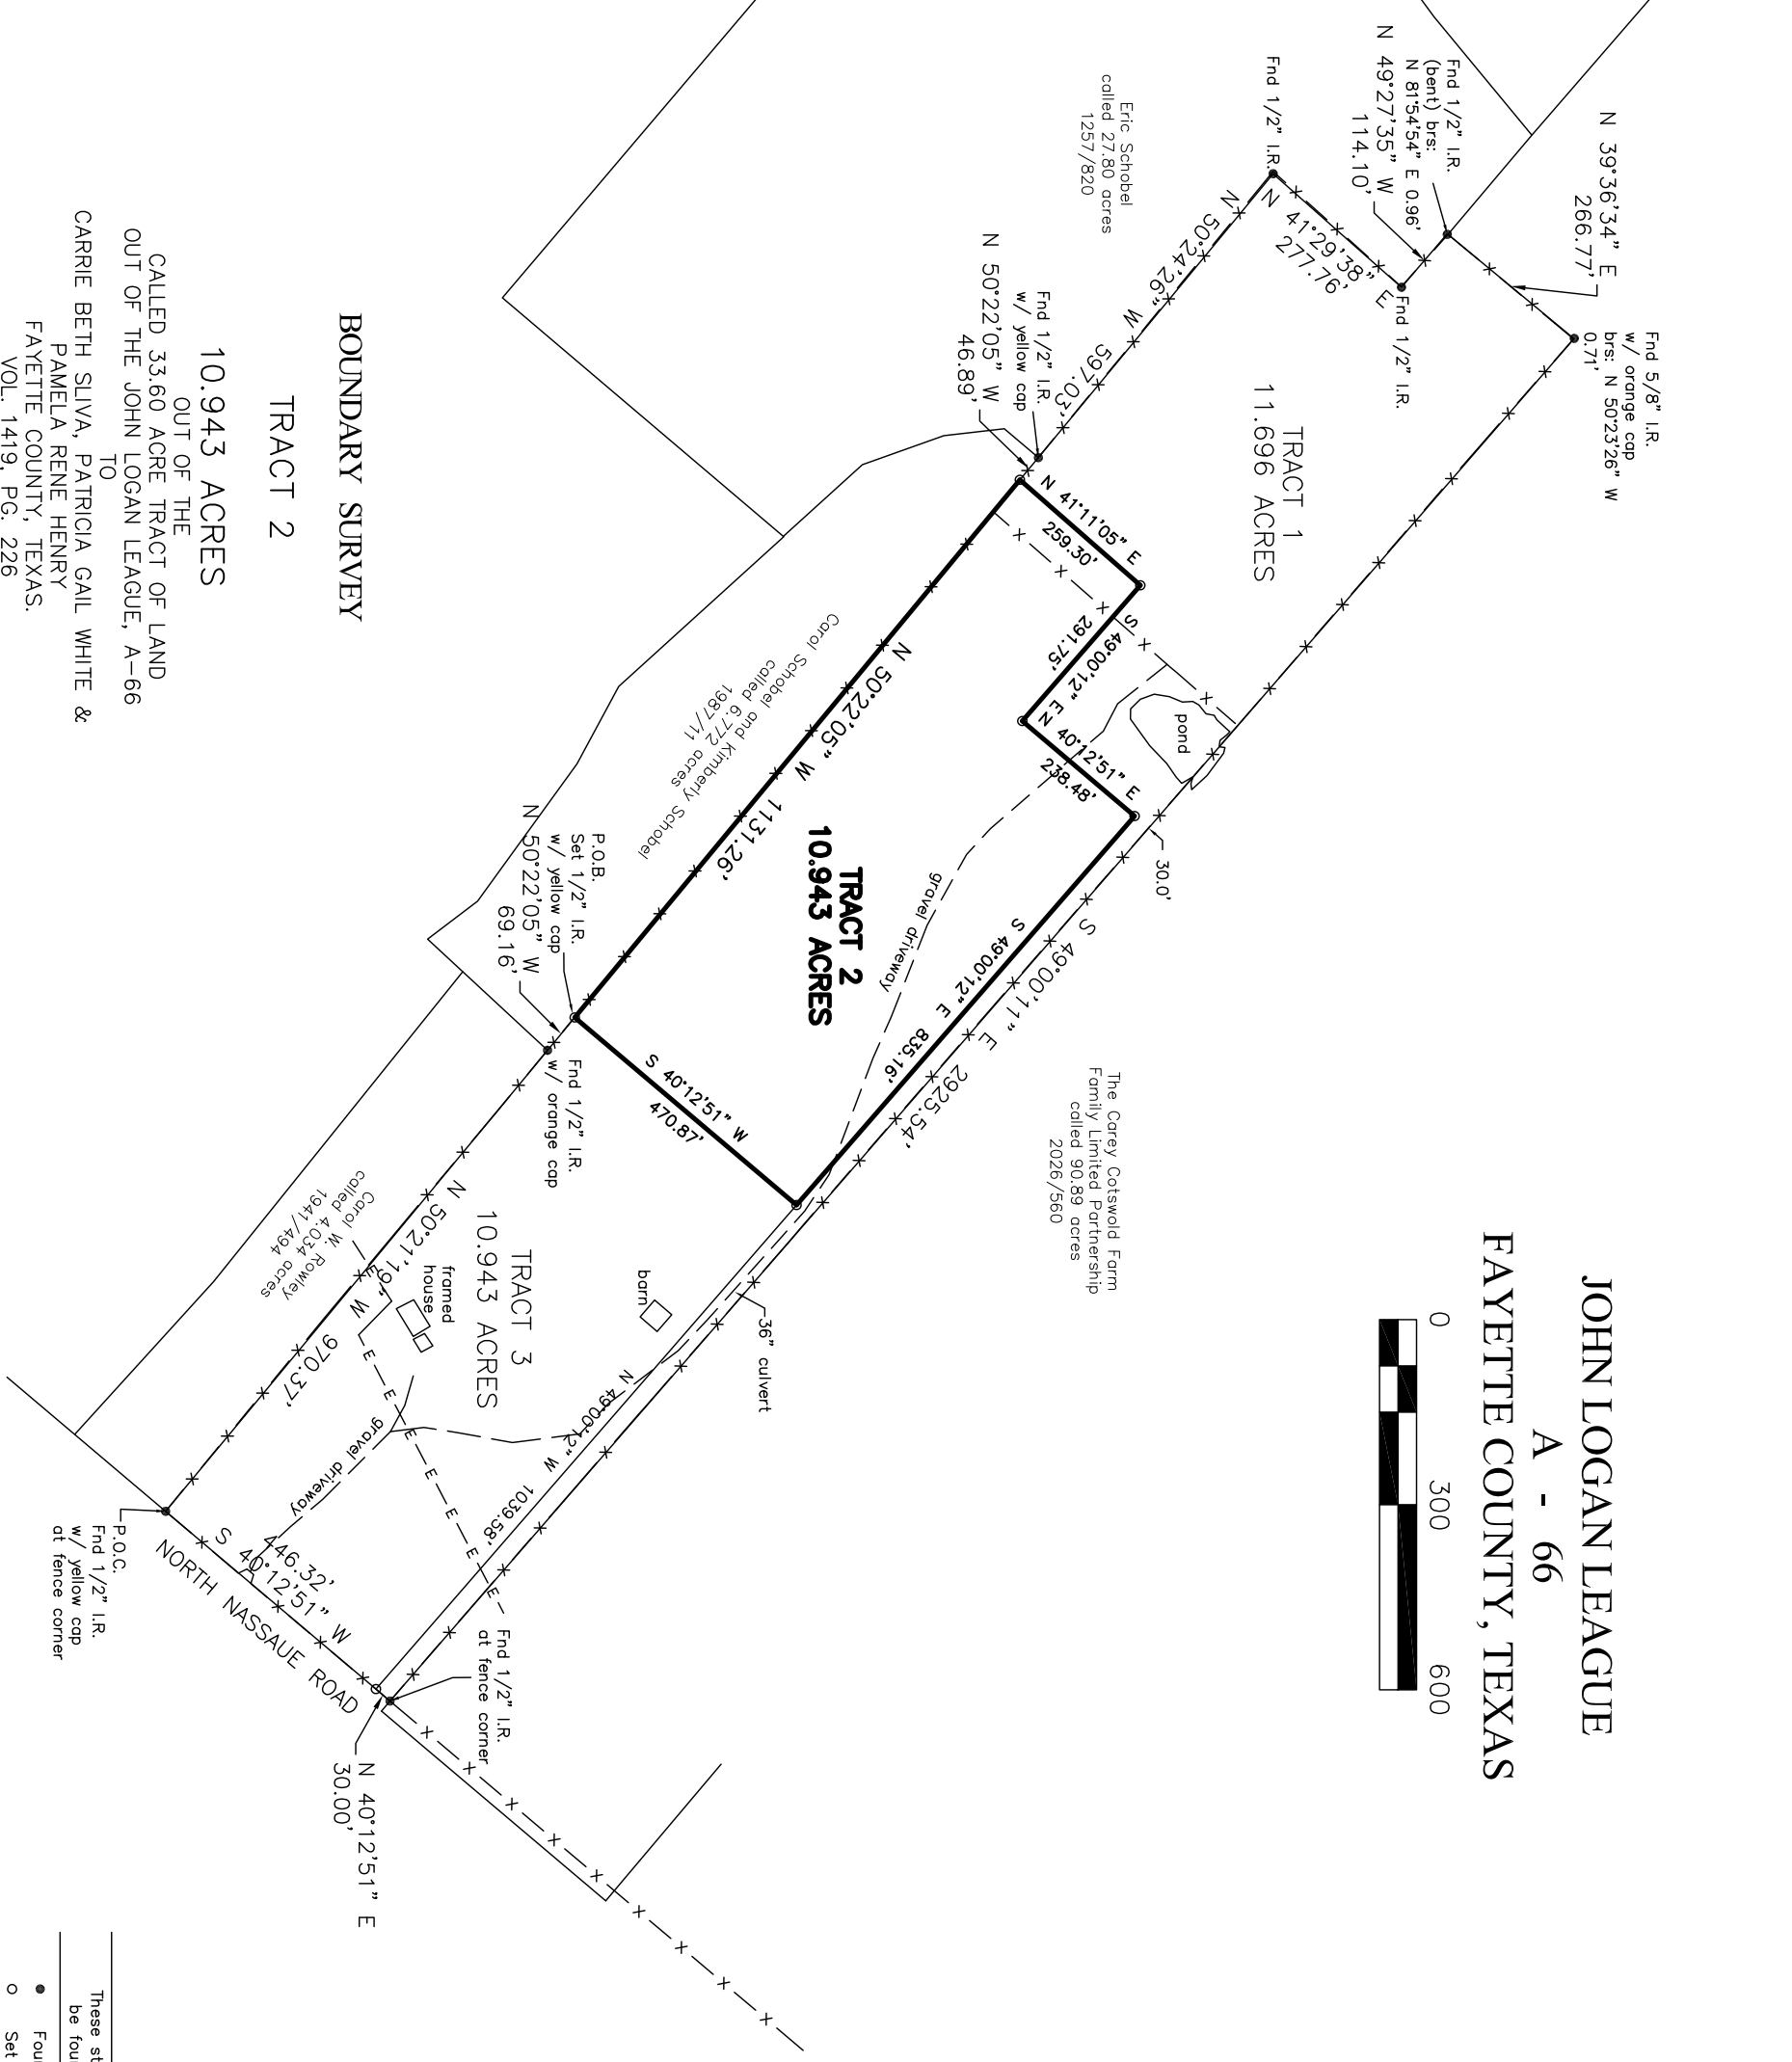 JOHN LOGAN LEAGUE
A - 66
FAYETTE COUNTY, TEXAS
0 300 600
N 39°36'34" E
266.77'
Fnd 5/8" I.R.
w/ orange cap
brs: N 50°23'26" W
0.71'
Fnd 1/2" I.R.
(bent) brs:
N 81°54'54" E 0.96'
N 49°27'35" W
114.10'
Fnd 1/2" I.R.
N 41°29'38" E
277.76'
Fnd 1/2" I.R.
Eric Schobel
called 27.80 acres
1257/820
N 50°24'26" W 597.03'
Fnd 1/2" I.R.
w/ yellow cap
N 50°22'05" W
46.89'
TRACT 1
11.696 ACRES
N 41°11'05" E
259.30'
S 49°00'12" E
291.75'
pond
N 40°12'51" E
238.48'
30.0'
S 49°00'11" E 2925.54'
S 49°00'12" E 835.16'
gravel driveway
TRACT 2
10.943 ACRES
N 50°22'05" W 1131.26'
Carol Schobel and Kimberly Schobel
called 6.772 acres
1987/11
The Carey Cotswold Farm
Family Limited Partnership
called 90.89 acres
2026/560
P.O.B.
Set 1/2" I.R.
w/ yellow cap
N 50°22'05" W
69.16'
Fnd 1/2" I.R.
w/ orange cap
S 40°12'51" W
470.87'
36" culvert
barn
TRACT 3
10.943 ACRES
framed
house
N 50°21'19" W 970.37'
Carol W. Rowley
called 4.034 acres
1941/494
N 49°00'12" W 1039.58'
gravel driveway
446.32'
S 40°12'51" W
NORTH NASSAUE ROAD
P.O.C.
Fnd 1/2" I.R.
w/ yellow cap
at fence corner
Fnd 1/2" I.R.
at fence corner
N 40°12'51" E
30.00'
BOUNDARY SURVEY
TRACT 2
10.943 ACRES
OUT OF THE
CALLED 33.60 ACRE TRACT OF LAND
OUT OF THE JOHN LOGAN LEAGUE, A-66
TO
CARRIE BETH SLIVA, PATRICIA GAIL WHITE &
PAMELA RENE HENRY
FAYETTE COUNTY, TEXAS.
VOL. 1419, PG. 226
These st
be four
Four
Set